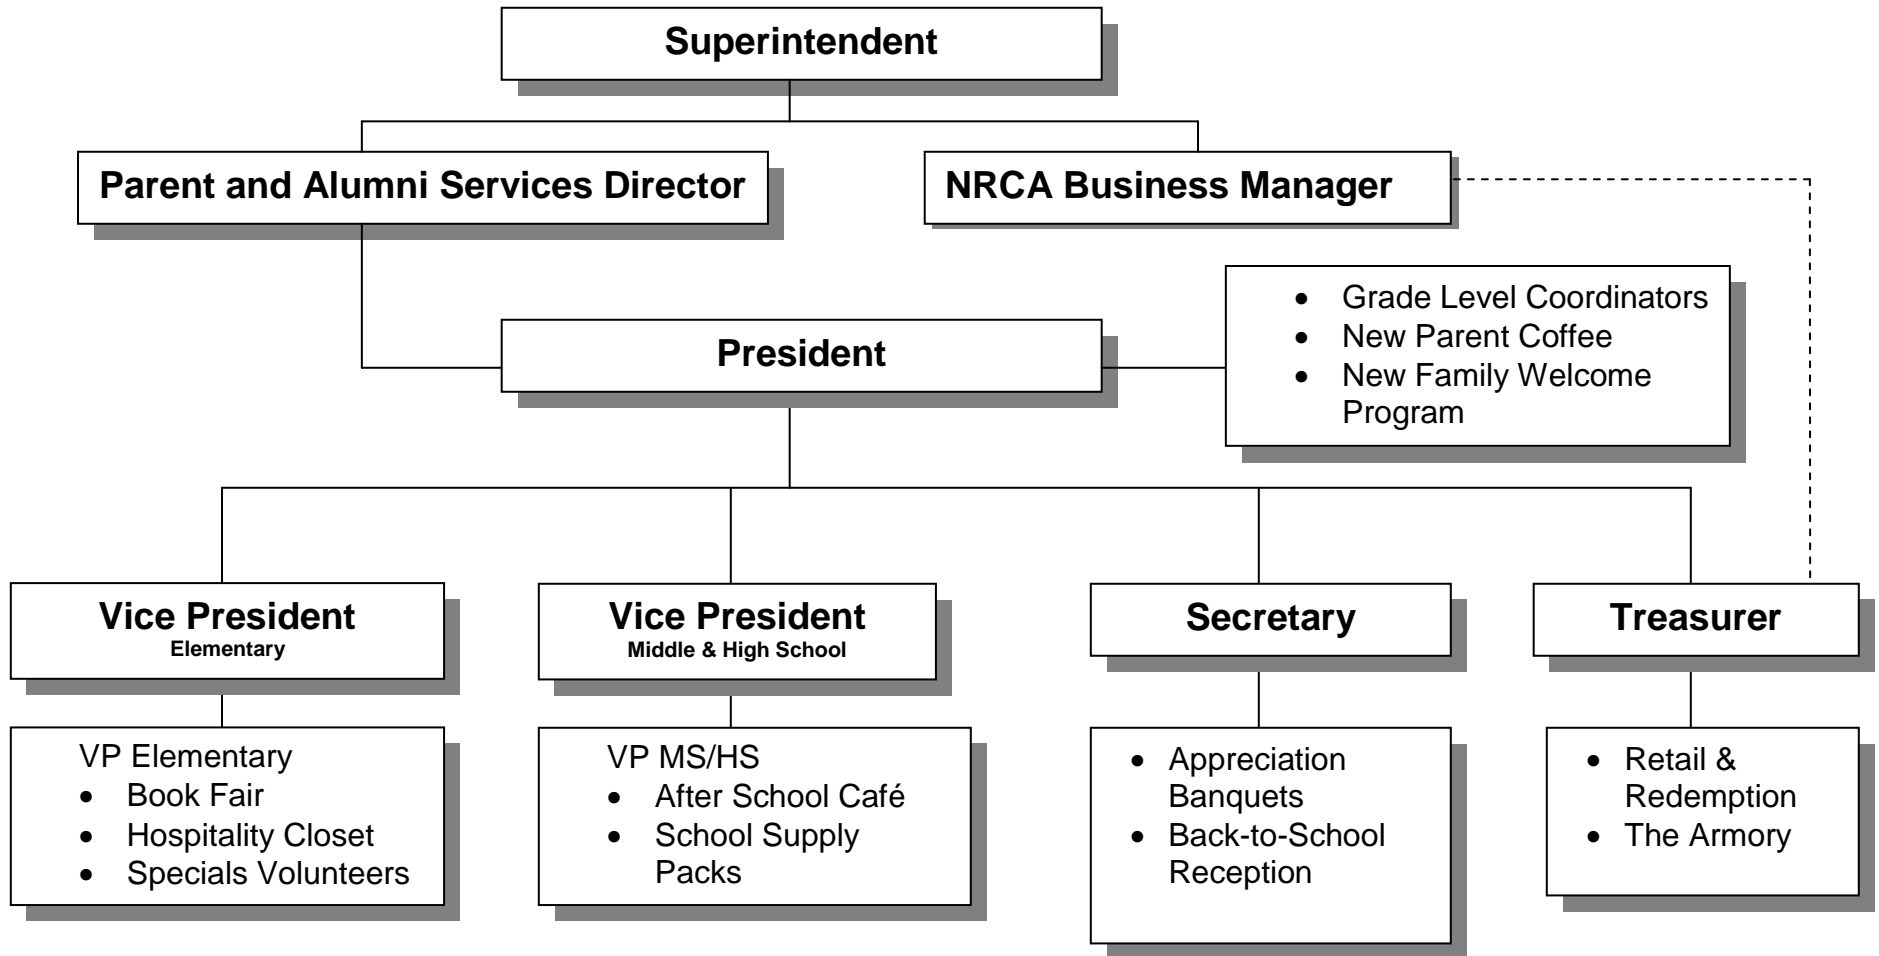 Superintendent
Parent and Alumni Services Director
NRCA Business Manager
• Grade Level Coordinators
• New Parent Coffee
• New Family Welcome
Program
President
Vice President
Elementary
Vice President
Middle & High School
Secretary
Treasurer
VP Elementary
• Book Fair
• Hospitality Closet
• Specials Volunteers
VP MS/HS
• After School Café
• School Supply
Packs
• Appreciation
Banquets
• Back-to-School
Reception
• Retail &
Redemption
• The Armory